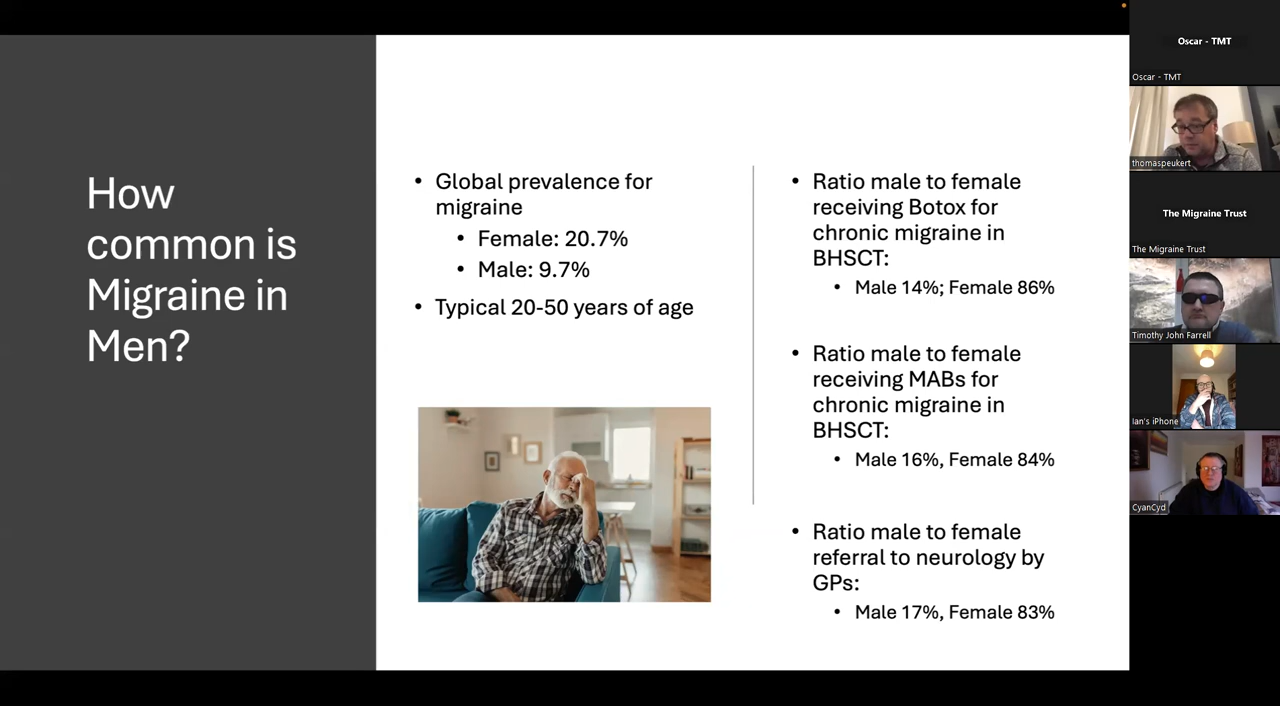 How
common is
Migraine in
Men?
• Global prevalence for
migraine
• Female: 20.7%
• Male: 9.7%
• Typical 20-50 years of age
• Ratio male to female
receiving Botox for
chronic migraine in
BHSCT:
• Male 14%; Female 86%
• Ratio male to female
receiving MABs for
chronic migraine in
BHSCT:
• Male 16%, Female 84%
• Ratio male to female
referral to neurology by
GPs:
• Male 17%, Female 83%
Oscar - TMT
Oscar - TMT
thomaspeukert
The Migraine Trust
The Migraine Trust
Timothy John Farrell
Ian's iPhone
CyanCyd